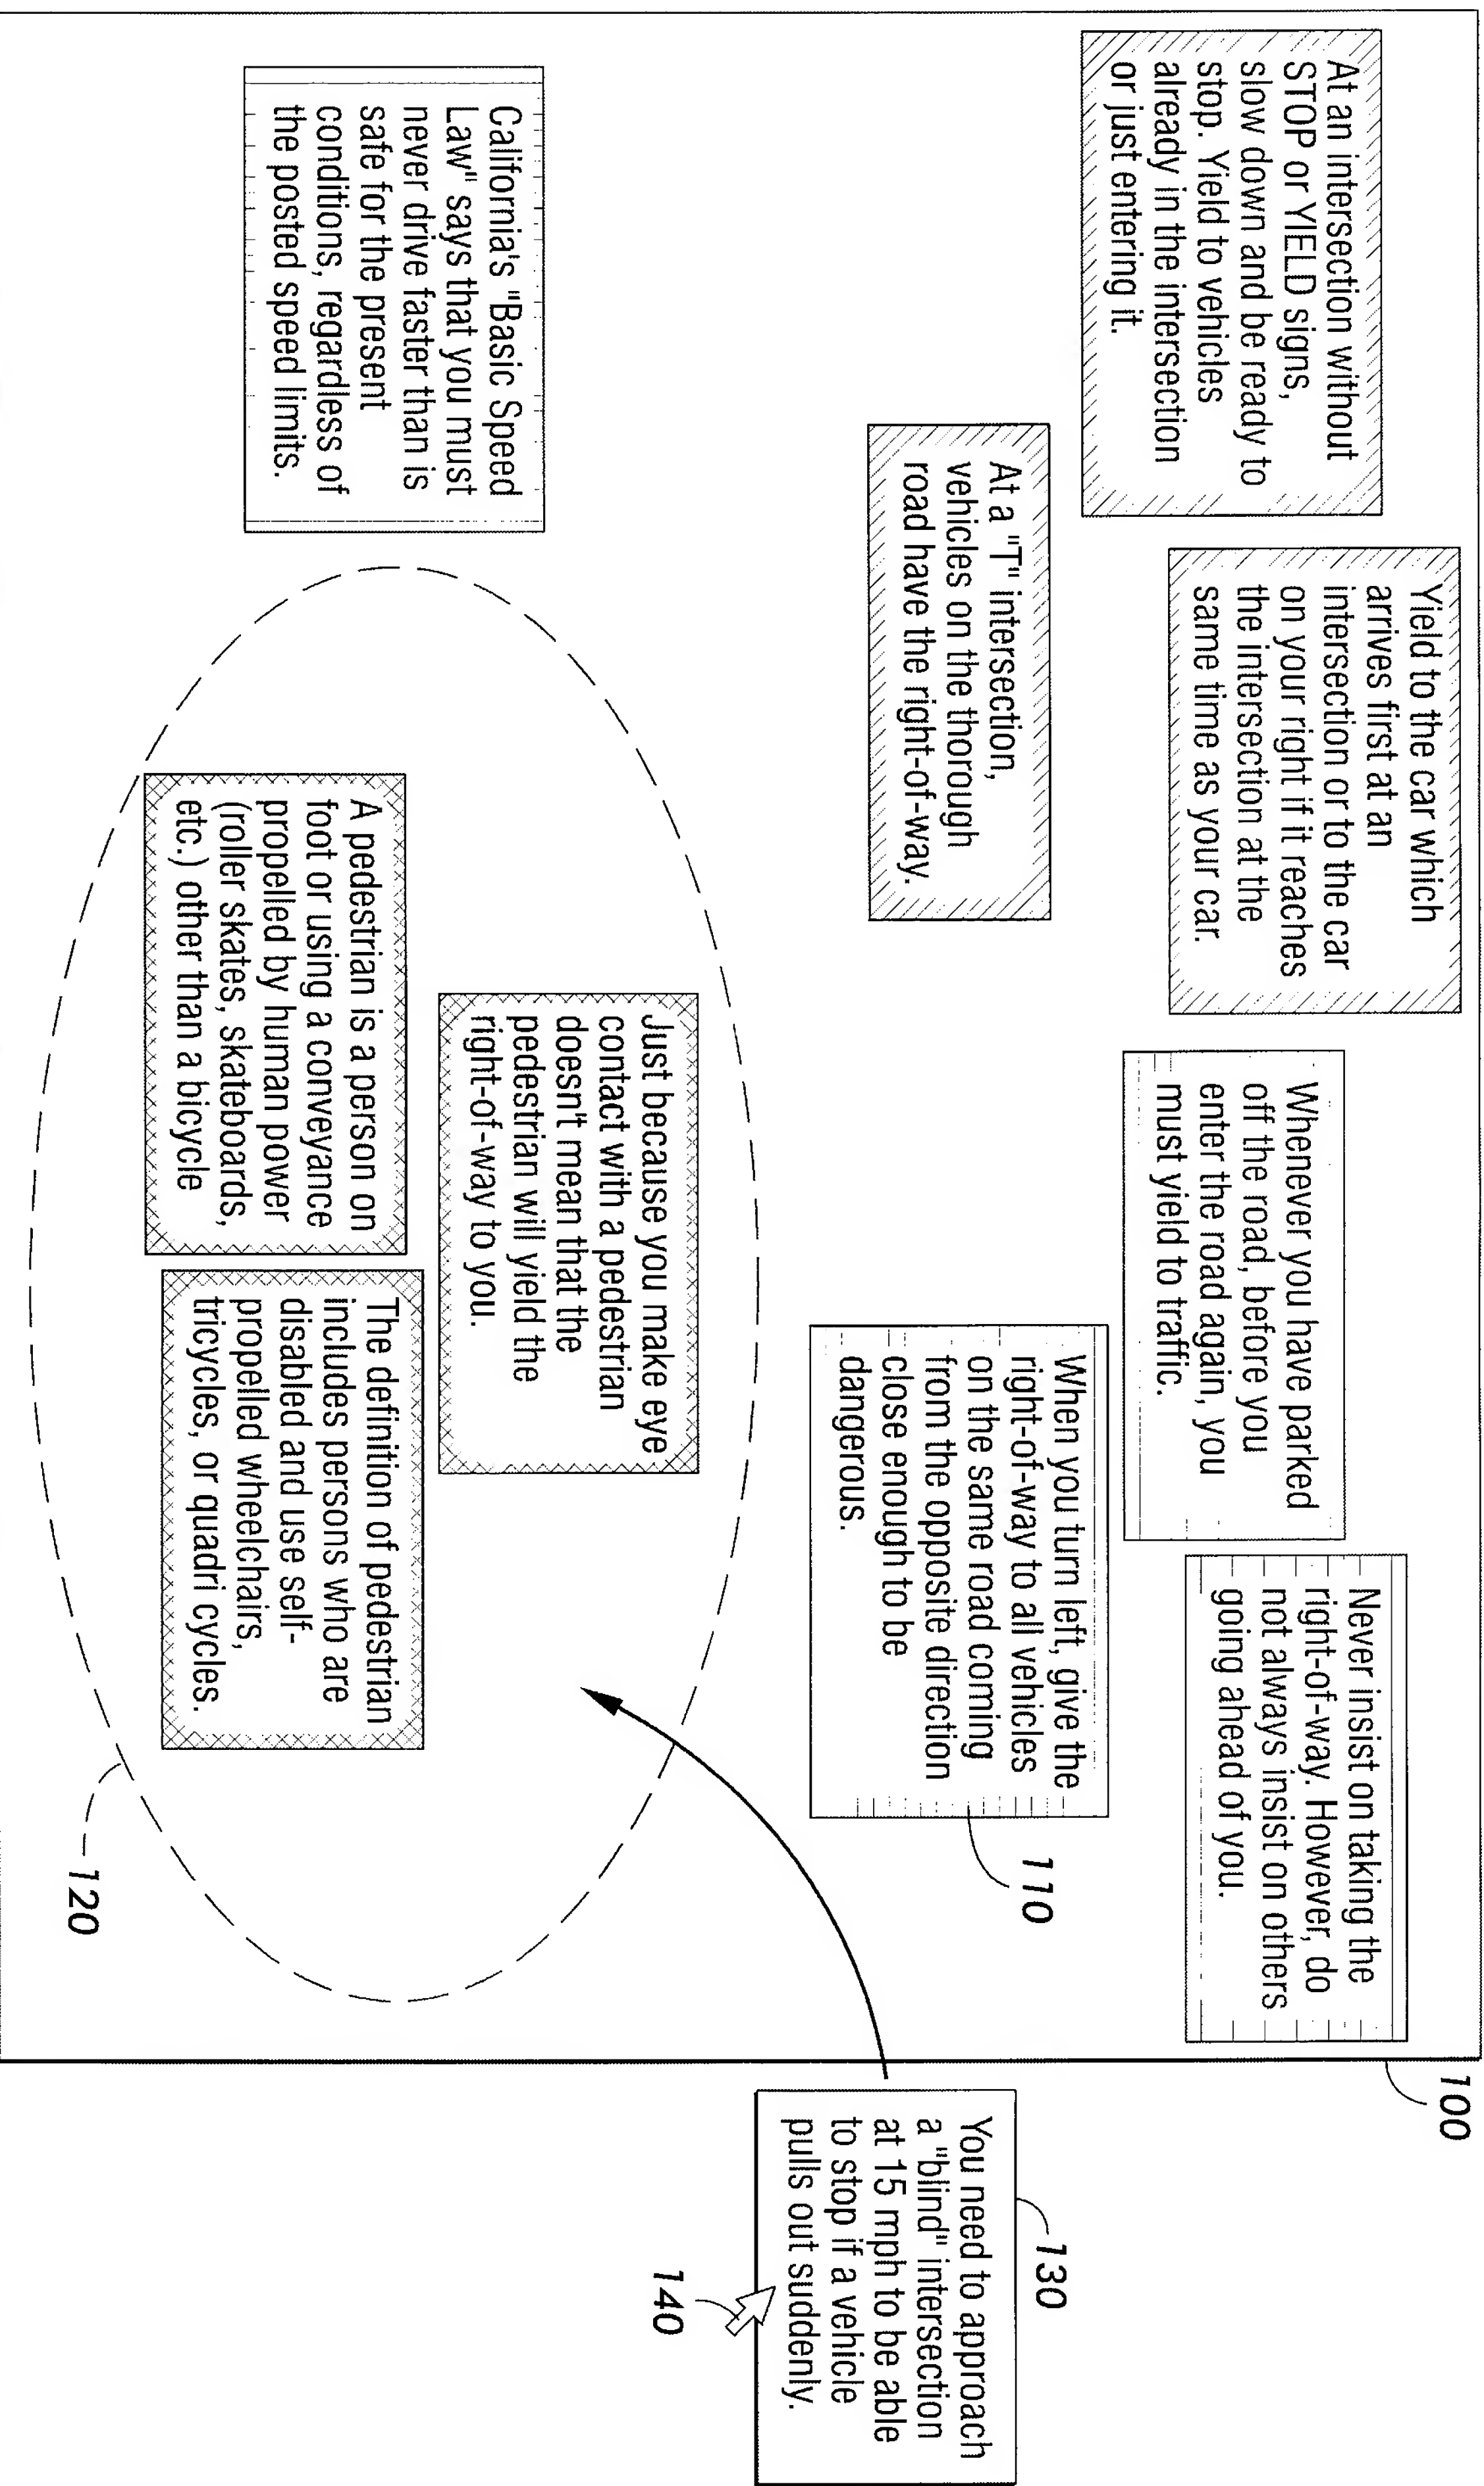 At an intersection without
STOP or YIELD signs,
slow down and be ready to
stop. Yield to vehicles
already in the intersection
or just entering it.
Yield to the car which
arrives first at an
intersection or to the car
on your right if it reaches
the intersection at the
same time as your car.
Whenever you have parked
off the road, before you
enter the road again, you
must yield to traffic.
Never insist on taking the
right-of-way. However, do
not always insist on others
going ahead of you.
100
At a "T" intersection,
vehicles on the thorough
road have the right-of-way.
When you turn left, give the
right-of-way to all vehicles
on the same road coming
from the opposite direction
close enough to be
dangerous.
110
130
You need to approach
a "blind" intersection
at 15 mph to be able
to stop if a vehicle
pulls out suddenly.
140
California's "Basic Speed
Law" says that you must
never drive faster than is
safe for the present
conditions, regardless of
the posted speed limits.
Just because you make eye
contact with a pedestrian
doesn't mean that the
pedestrian will yield the
right-of-way to you.
A pedestrian is a person on
foot or using a conveyance
propelled by human power
(roller skates, skateboards,
etc.) other than a bicycle
The definition of pedestrian
includes persons who are
disabled and use self-
propelled wheelchairs,
tricycles, or quadri cycles.
120